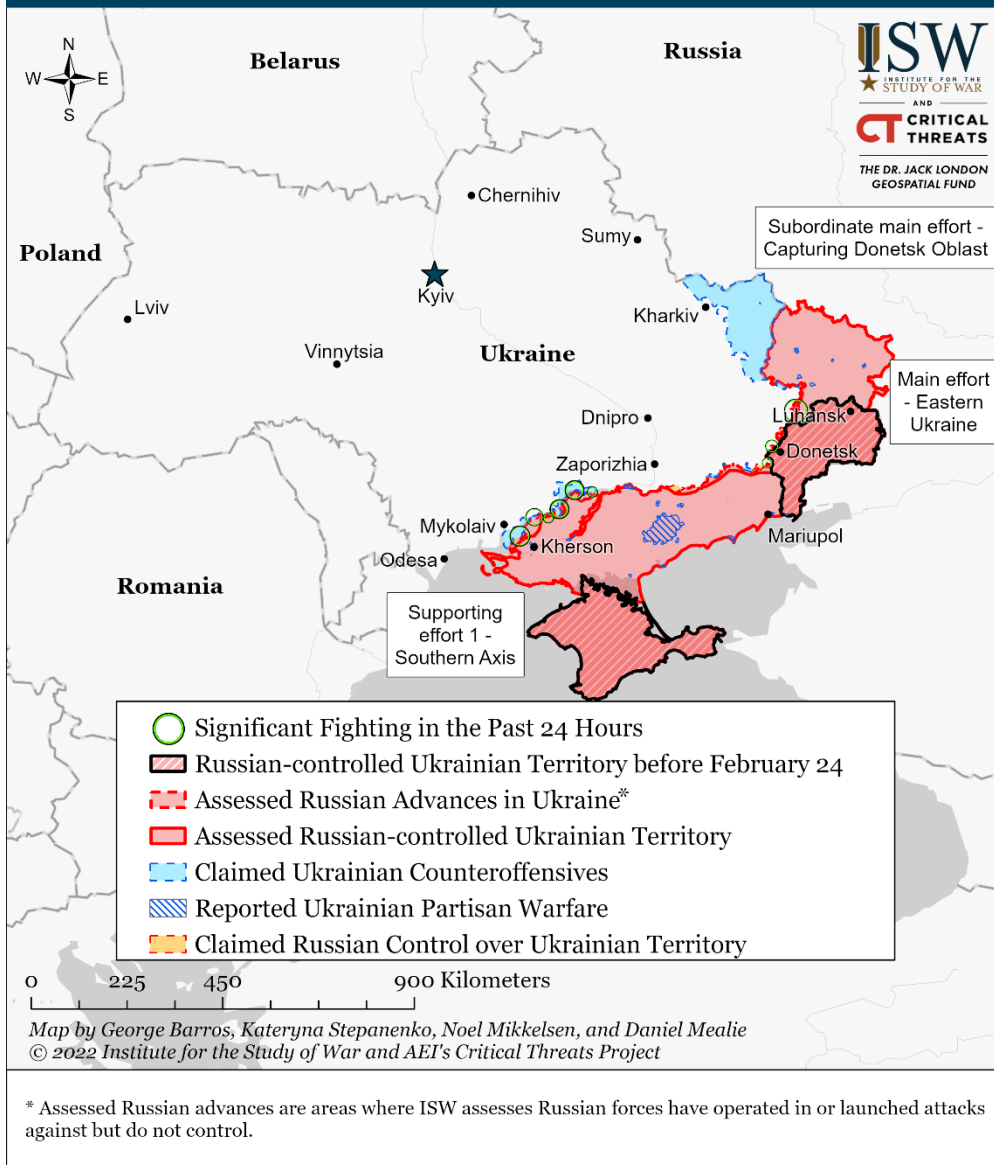 N
W E
S
Belarus
Russia
ISW
INSTITUTE FOR THE
STUDY OF WAR
AND
CT CRITICAL
THREATS
THE DR. JACK LONDON
GEOSPATIAL FUND
Chernihiv
Sumy
Subordinate main effort -
Capturing Donetsk Oblast
Poland
Kyiv
Lviv
Kharkiv
Vinnytsia
Ukraine
Main effort
- Eastern
Ukraine
Dnipro
Luhansk
Donetsk
Zaporizhia
Mykolaiv
Mariupol
Kherson
Odesa
Romania
Supporting
effort 1 -
Southern Axis
Significant Fighting in the Past 24 Hours
Russian-controlled Ukrainian Territory before February 24
Assessed Russian Advances in Ukraine*
Assessed Russian-controlled Ukrainian Territory
Claimed Ukrainian Counteroffensives
Reported Ukrainian Partisan Warfare
Claimed Russian Control over Ukrainian Territory
0 225 450 900 Kilometers
Map by George Barros, Kateryna Stepanenko, Noel Mikkelsen, and Daniel Mealie
© 2022 Institute for the Study of War and AEI's Critical Threats Project
* Assessed Russian advances are areas where ISW assesses Russian forces have operated in or launched attacks
against but do not control.